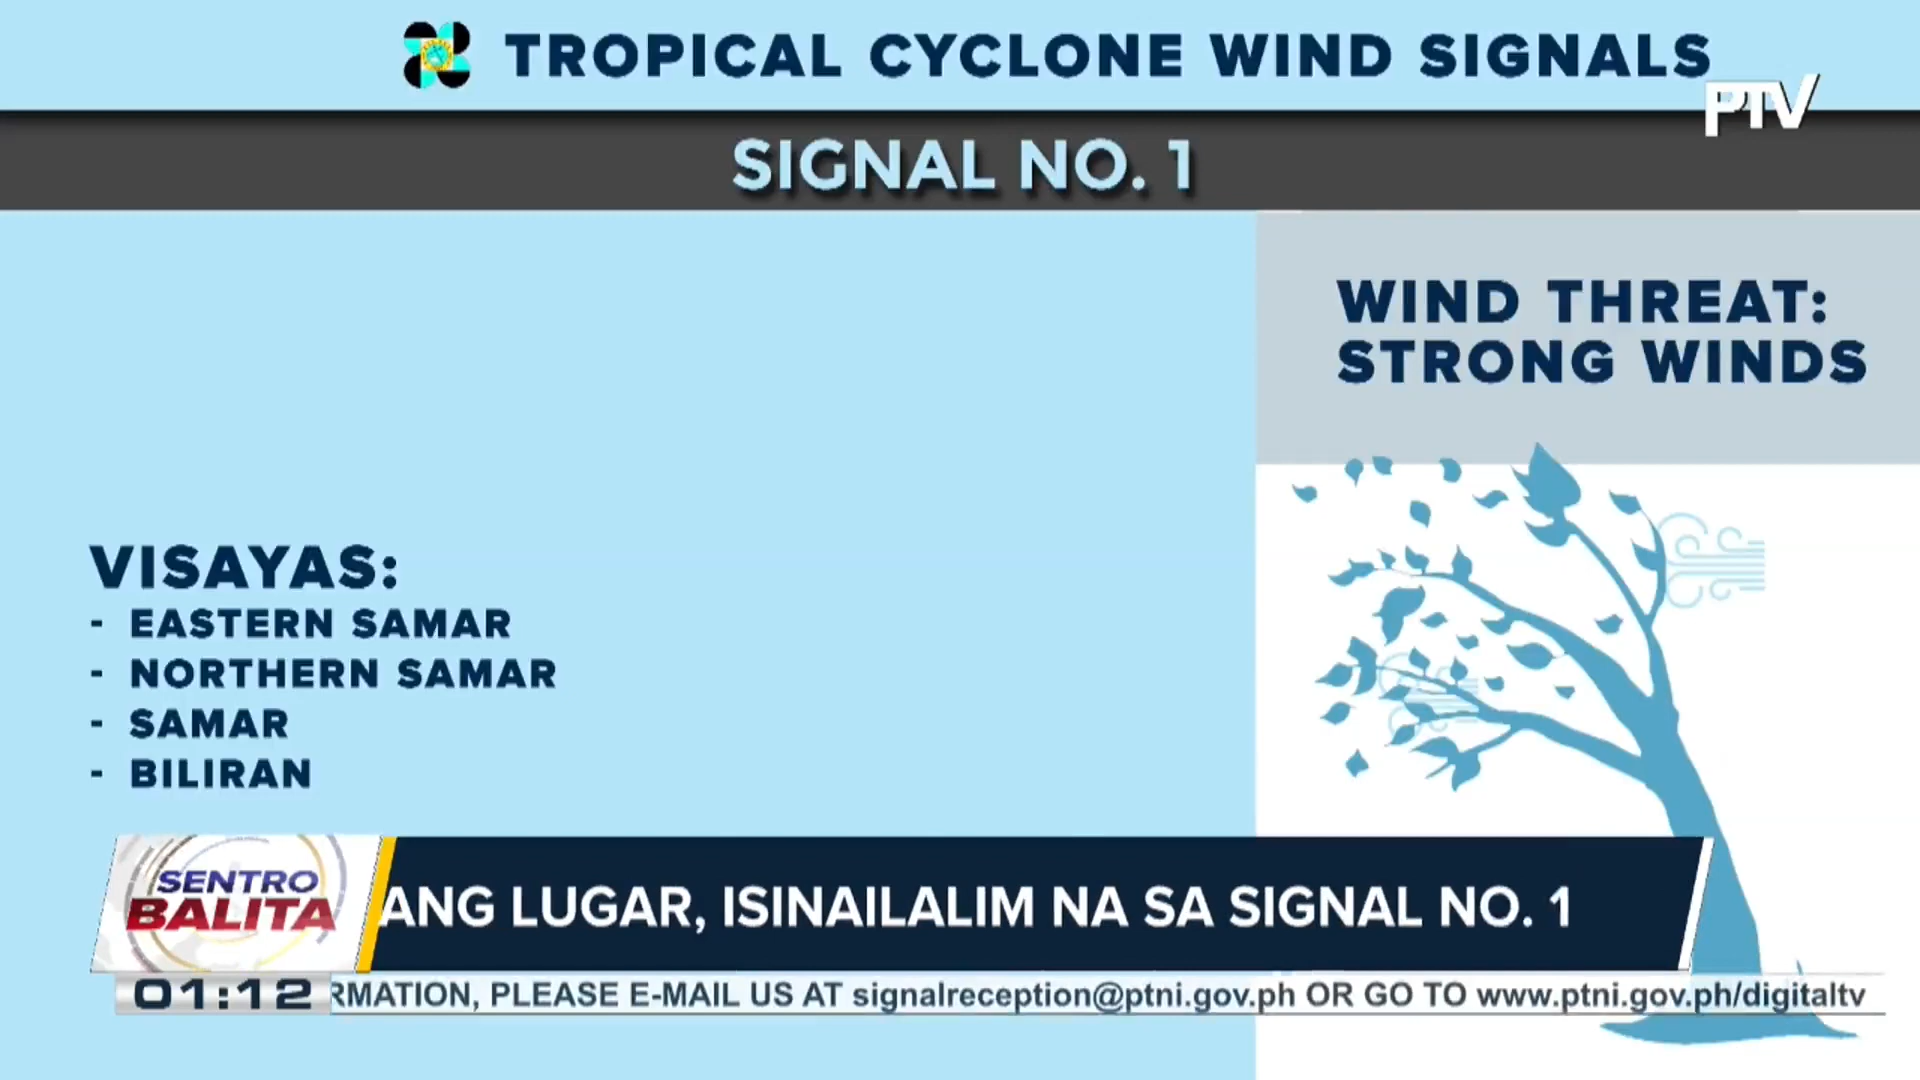 TROPICAL CYCLONE WIND SIGNALS
PTV
SIGNAL NO. 1
WIND THREAT:
STRONG WINDS
VISAYAS:
- EASTERN SAMAR
- NORTHERN SAMAR
- SAMAR
- BILIRAN
SENTRO
BALITA
ANG LUGAR, ISINAILALIM NA SA SIGNAL NO. 1
01:12
RMATION, PLEASE E-MAIL US AT signalreception@ptni.gov.ph OR GO TO www.ptni.gov.ph/digitaltv